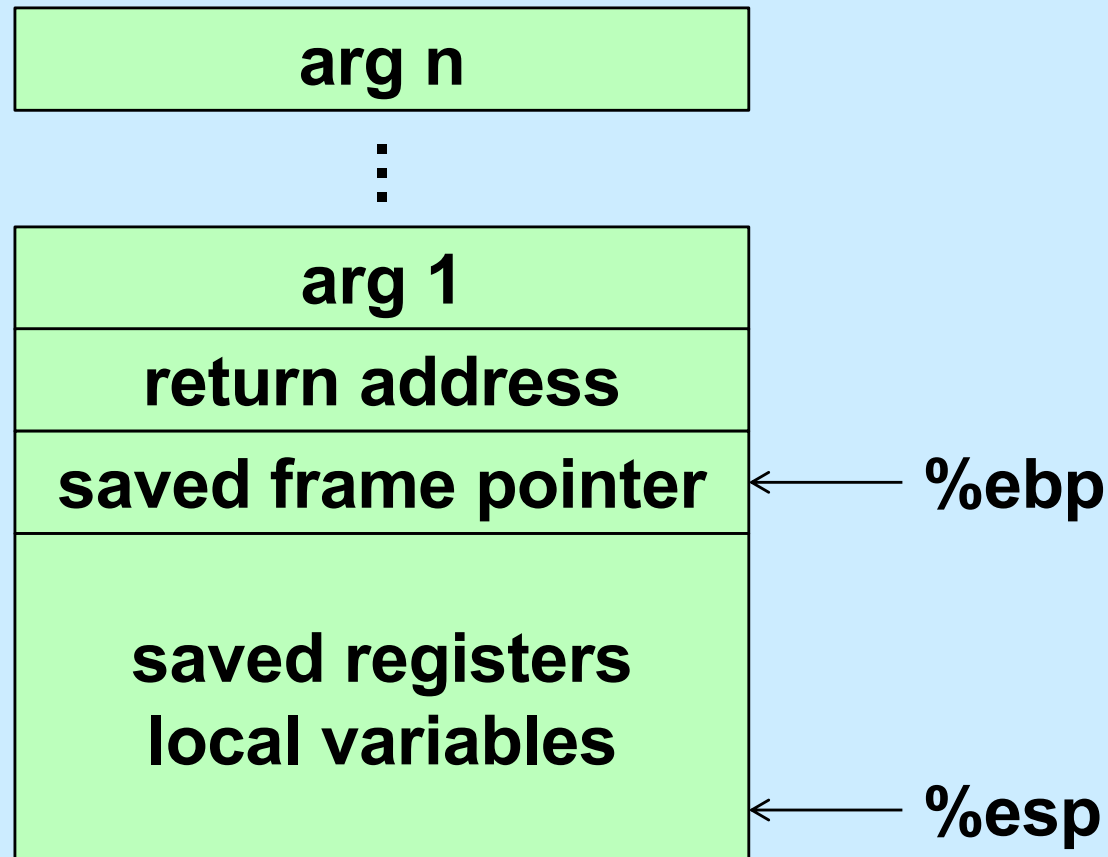 arg n
⋮
arg 1
return address
saved frame pointer
%ebp
saved registers
local variables
%esp